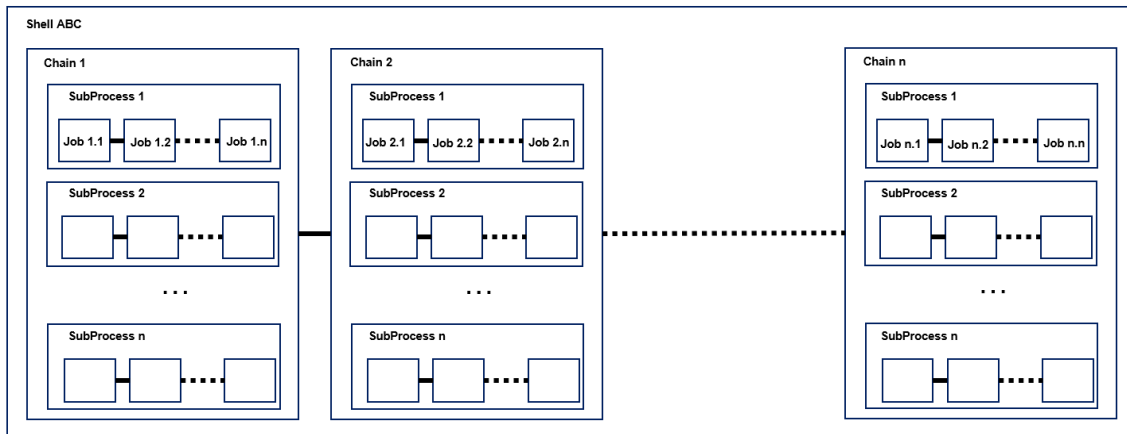 Shell ABC
Chain 1
SubProcess 1
Job 1.1 Job 1.2 Job 1.n
SubProcess 2
. . .
SubProcess n
Chain 2
SubProcess 1
Job 2.1 Job 2.2 Job 2.n
SubProcess 2
. . .
SubProcess n
Chain n
SubProcess 1
Job n.1 Job n.2 Job n.n
SubProcess 2
. . .
SubProcess n